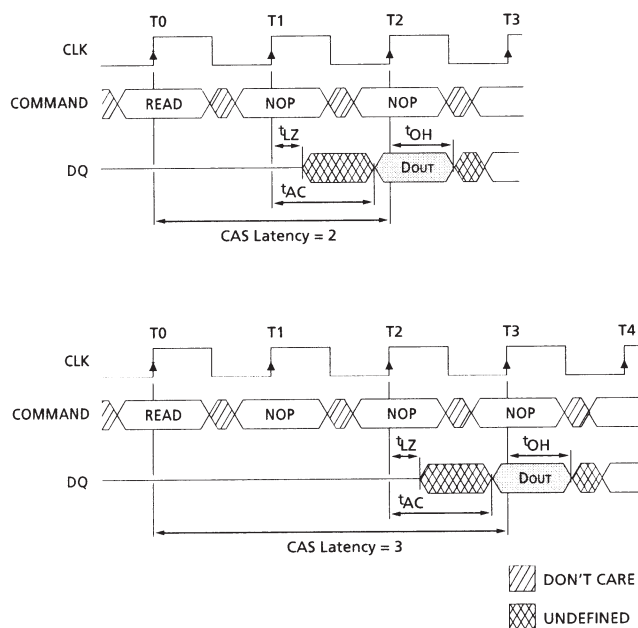 T0 T1 T2 T3
CLK
COMMAND READ NOP NOP
tLZ tOH
DQ DOUT
tAC
CAS Latency = 2
T0 T1 T2 T3 T4
CLK
COMMAND READ NOP NOP NOP
tLZ tOH
DQ DOUT
tAC
CAS Latency = 3
DON'T CARE
UNDEFINED